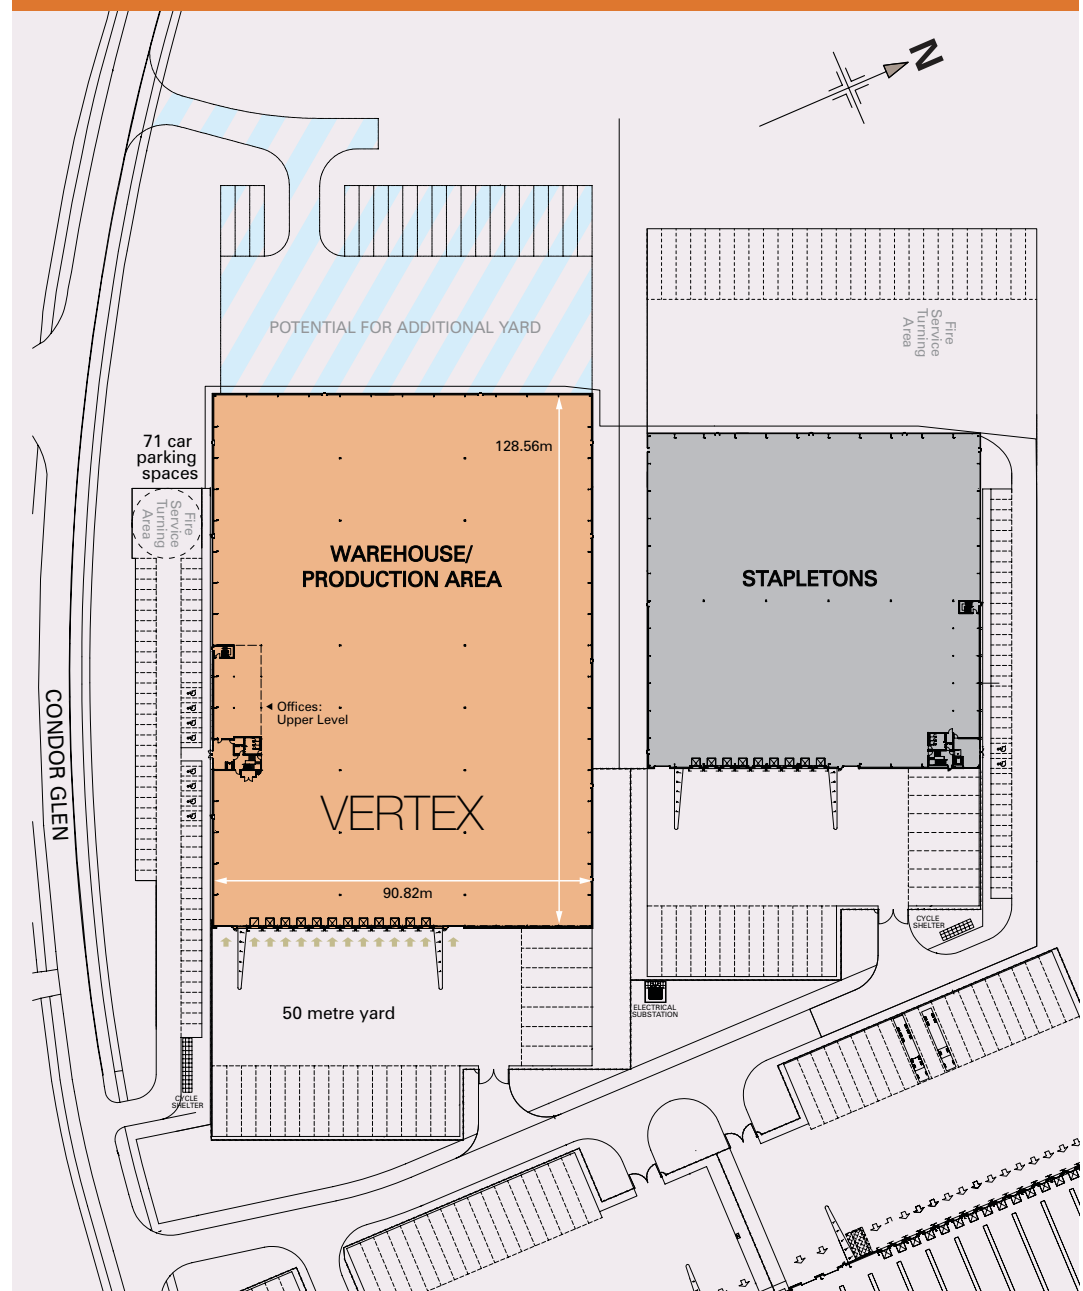 N
POTENTIAL FOR ADDITIONAL YARD
Fire
Service
Turning
Area
128.56m
71 car
parking
spaces
Fire
Service
Turning
Area
WAREHOUSE/
PRODUCTION AREA
STAPLETONS
CONDOR GLEN
Offices:
Upper Level
VERTEX
90.82m
CYCLE
SHELTER
50 metre yard
ELECTRICAL
SUBSTATION
CYCLE
SHELTER